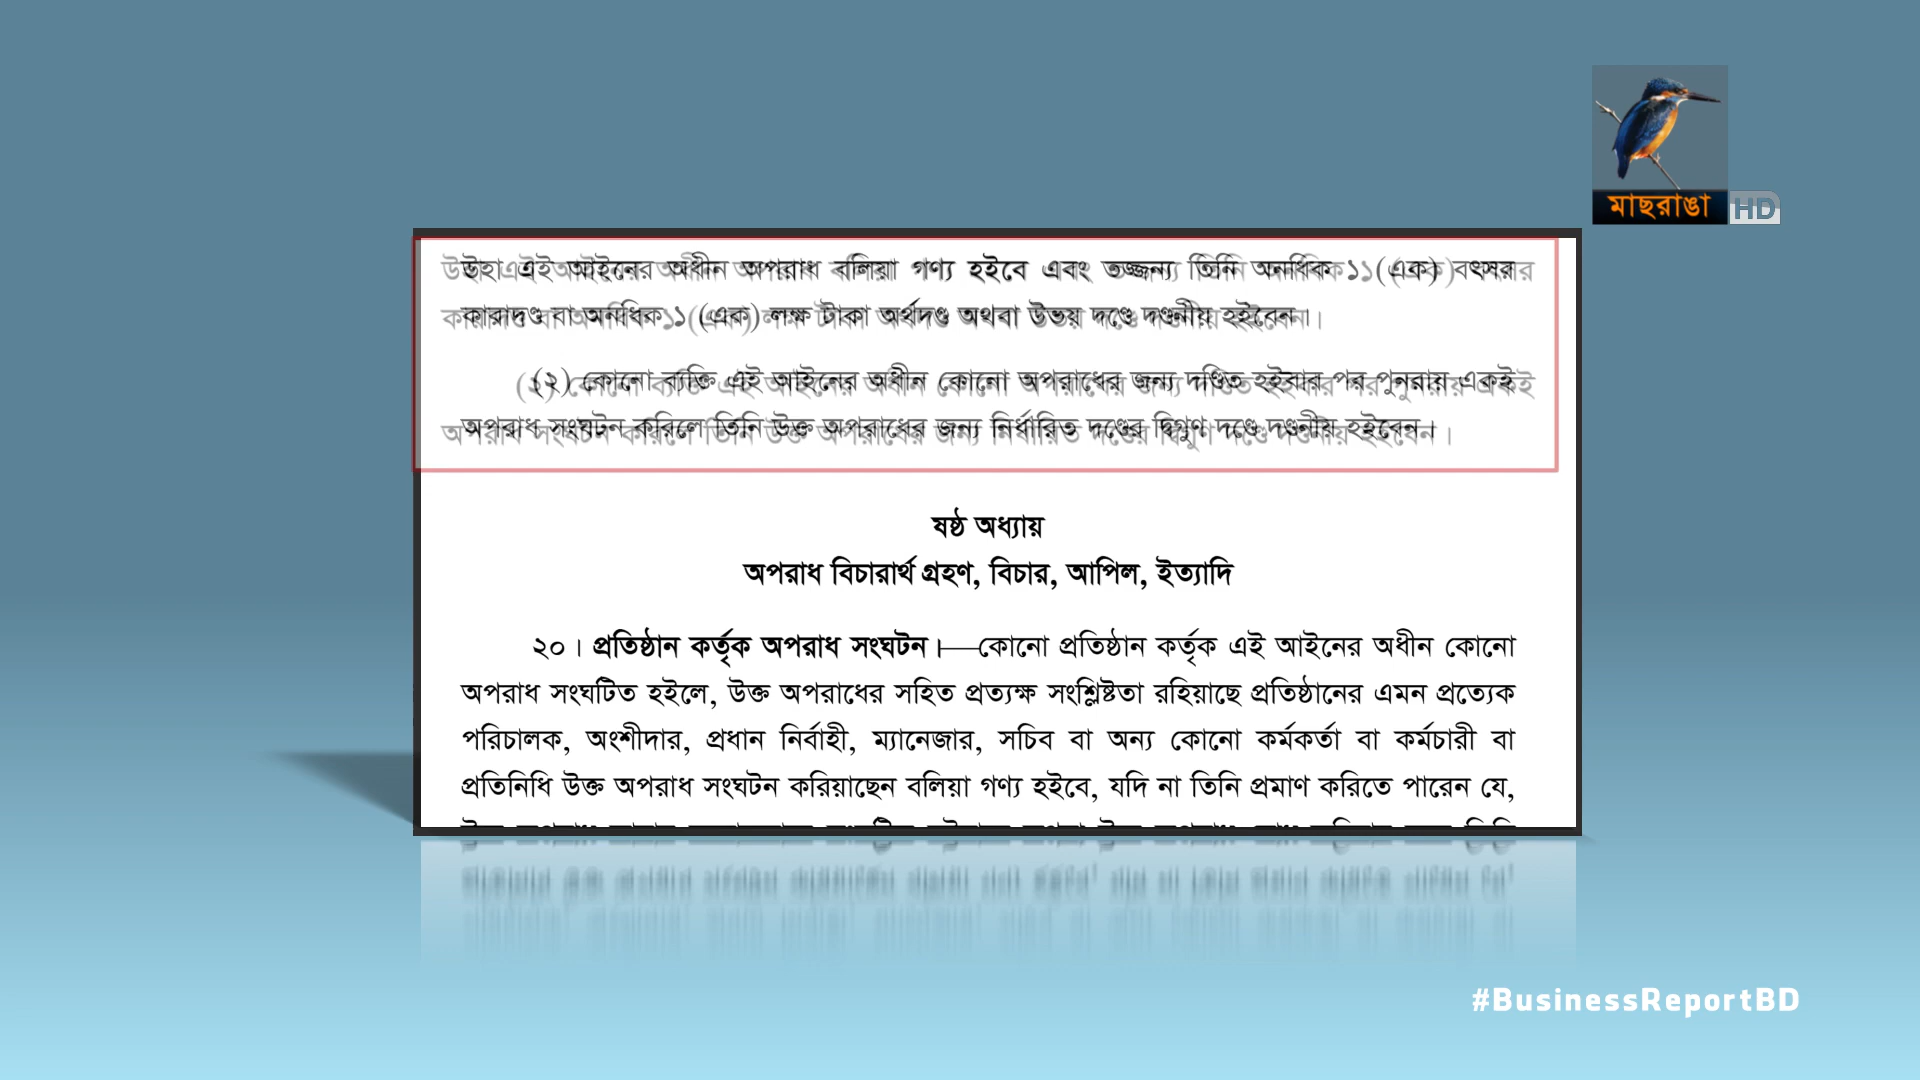 মাছরাঙা HD
উহা এই আইনের অধীন অপরাধ বলিয়া গণ্য হইবে এবং তজ্জন্য তিনি অনধিক ১ (এক) বৎসর
কারাদণ্ড বা অনধিক ১ (এক) লক্ষ টাকা অর্থদণ্ড অথবা উভয় দণ্ডে দণ্ডনীয় হইবেন।
(২) কোনো ব্যক্তি এই আইনের অধীন কোনো অপরাধের জন্য দণ্ডিত হইবার পর পুনরায় একই
অপরাধ সংঘটন করিলে তিনি উক্ত অপরাধের জন্য নির্ধারিত দণ্ডের দ্বিগুণ দণ্ডে দণ্ডনীয় হইবেন।
ষষ্ঠ অধ্যায়
অপরাধ বিচারার্থ গ্রহণ, বিচার, আপিল, ইত্যাদি
২০। প্রতিষ্ঠান কর্তৃক অপরাধ সংঘটন।—কোনো প্রতিষ্ঠান কর্তৃক এই আইনের অধীন কোনো
অপরাধ সংঘটিত হইলে, উক্ত অপরাধের সহিত প্রত্যক্ষ সংশ্লিষ্টতা রহিয়াছে প্রতিষ্ঠানের এমন প্রত্যেক
পরিচালক, অংশীদার, প্রধান নির্বাহী, ম্যানেজার, সচিব বা অন্য কোনো কর্মকর্তা বা কর্মচারী বা
প্রতিনিধি উক্ত অপরাধ সংঘটন করিয়াছেন বলিয়া গণ্য হইবে, যদি না তিনি প্রমাণ করিতে পারেন যে,
#BusinessReportBD